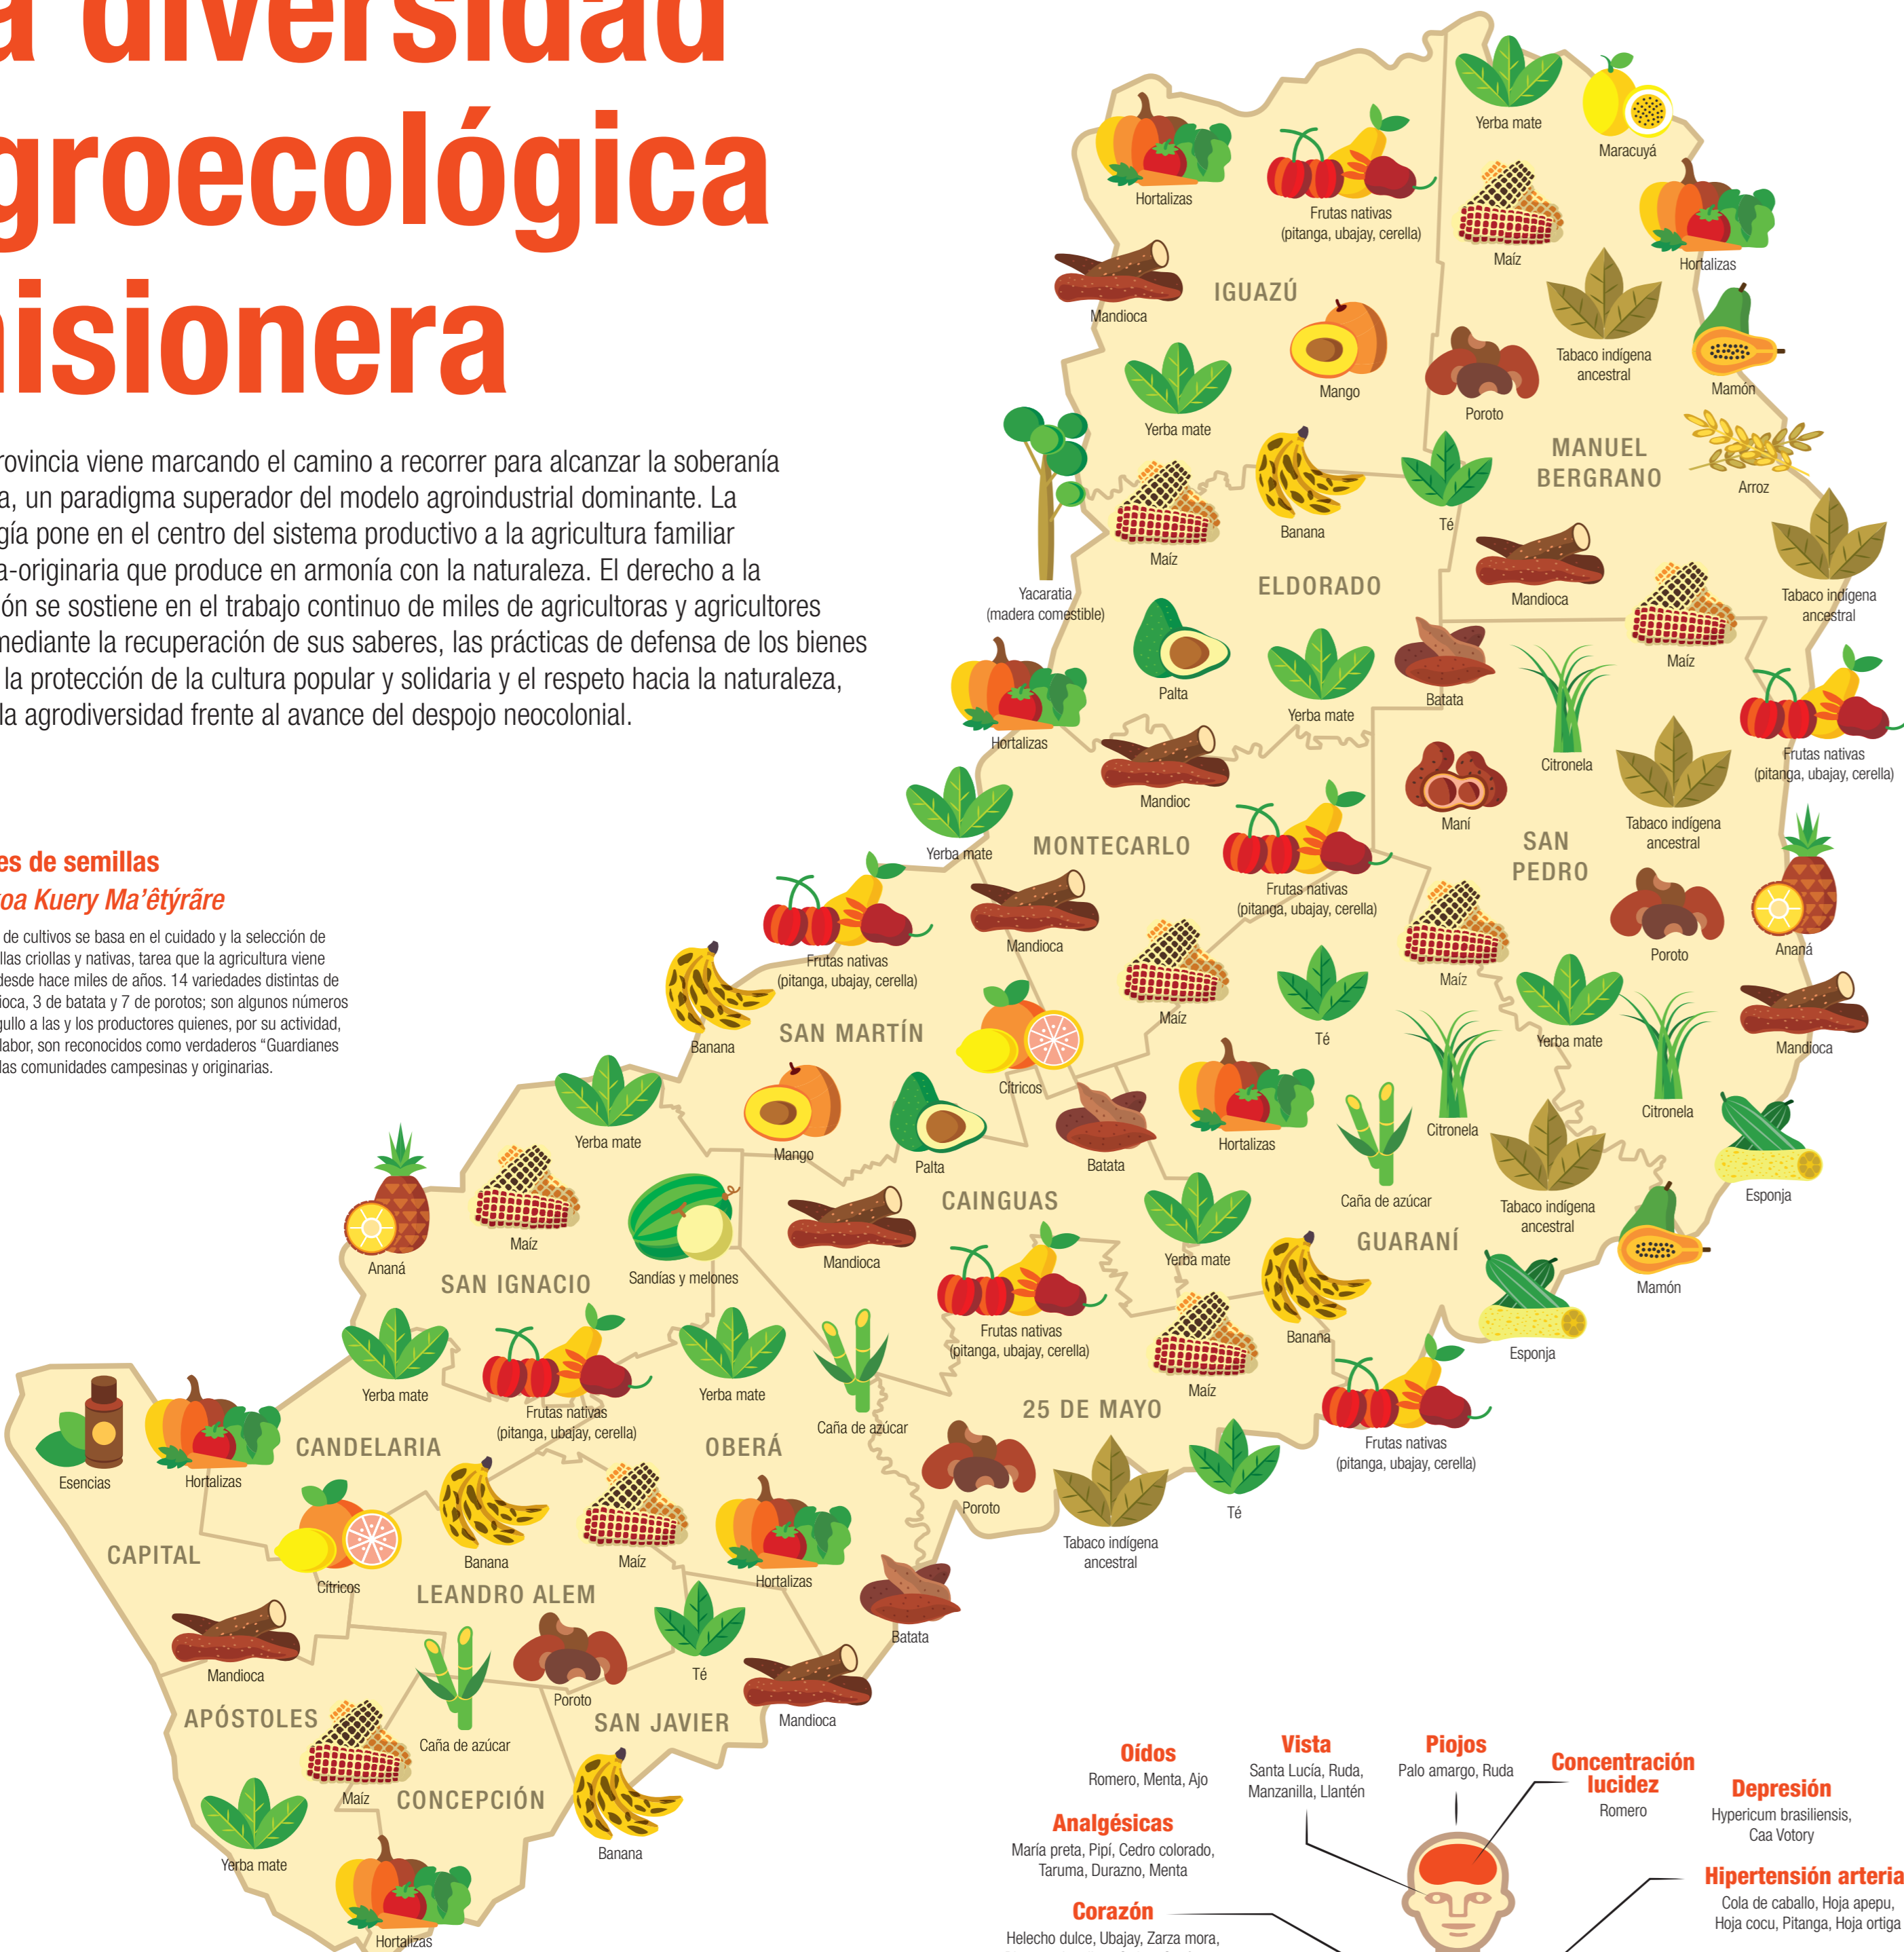 a diversidad
groecológica
isionera
rovincia viene marcando el camino a recorrer para alcanzar la soberanía
a, un paradigma superador del modelo agroindustrial dominante. La
gía pone en el centro del sistema productivo a la agricultura familiar
a-originaria que produce en armonía con la naturaleza. El derecho a la
ón se sostiene en el trabajo continuo de miles de agricultoras y agricultores
mediante la recuperación de sus saberes, las prácticas de defensa de los bienes
la protección de la cultura popular y solidaria y el respeto hacia la naturaleza,
la agrodiversidad frente al avance del despojo neocolonial.
es de semillas
oa Kuery Ma'êtýrãre
de cultivos se basa en el cuidado y la selección de
llas criollas y nativas, tarea que la agricultura viene
desde hace miles de años. 14 variedades distintas de
ioca, 3 de batata y 7 de porotos; son algunos números
gullo a las y los productores quienes, por su actividad,
labor, son reconocidos como verdaderos “Guardianes
las comunidades campesinas y originarias.
Yerba mate
Maracuyá
Hortalizas
Frutas nativas
(pitanga, ubajay, cerella)
Maíz
Hortalizas
IGUAZÚ
Mandioca
Mango
Tabaco indígena
ancestral
Mamón
Poroto
Yerba mate
MANUEL
BERGRANO
Arroz
Banana
Té
Maíz
ELDORADO
Mandioca
Tabaco indígena
ancestral
Yacaratia
(madera comestible)
Maíz
Palta
Batata
Yerba mate
Hortalizas
Citronela
Frutas nativas
(pitanga, ubajay, cerella)
Mandioc
Maní
Tabaco indígena
ancestral
Yerba mate
MONTECARLO
SAN
PEDRO
Frutas nativas
(pitanga, ubajay, cerella)
Mandioca
Poroto
Ananá
Frutas nativas
(pitanga, ubajay, cerella)
Maíz
Maíz
Té
Yerba mate
Mandioca
SAN MARTÍN
Banana
Cítricos
Citronela
Citronela
Hortalizas
Yerba mate
Mango
Palta
Batata
Caña de azúcar
Tabaco indígena
ancestral
Esponja
CAINGUAS
Maíz
Ananá
SAN IGNACIO
Sandías y melones
Mandioca
Yerba mate
GUARANÍ
Mamón
Frutas nativas
(pitanga, ubajay, cerella)
Banana
Esponja
Yerba mate
Frutas nativas
(pitanga, ubajay, cerella)
Yerba mate
Caña de azúcar
Maíz
25 DE MAYO
Frutas nativas
(pitanga, ubajay, cerella)
Esencias
Hortalizas
CANDELARIA
OBERÁ
Poroto
Té
Tabaco indígena
ancestral
CAPITAL
Cítricos
Banana
Maíz
Hortalizas
LEANDRO ALEM
Batata
Mandioca
Té
Poroto
APÓSTOLES
SAN JAVIER
Mandioca
Caña de azúcar
Maíz
CONCEPCIÓN
Yerba mate
Banana
Hortalizas
Oídos
Romero, Menta, Ajo
Vista
Santa Lucía, Ruda,
Manzanilla, Llantén
Piojos
Palo amargo, Ruda
Concentración
lucidez
Romero
Depresión
Hypericum brasiliensis,
Caa Votory
Analgésicas
María preta, Pipí, Cedro colorado,
Taruma, Durazno, Menta
Hipertensión arteria
Cola de caballo, Hoja apepu,
Hoja cocu, Pitanga, Hoja ortiga
Corazón
Helecho dulce, Ubajay, Zarza mora,